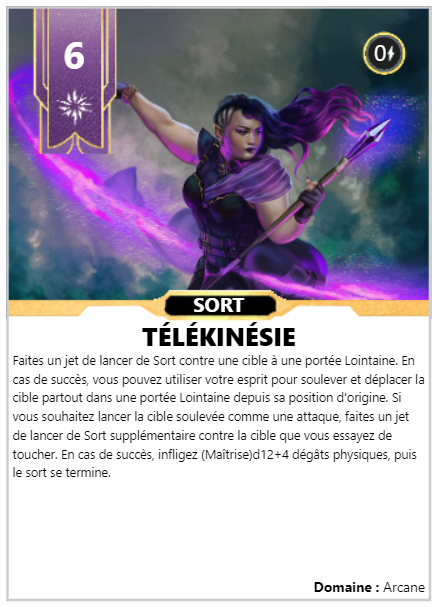 6
0
SORT
TÉLÉKINÉSIE
Faites un jet de lancer de Sort contre une cible à une portée Lointaine. En
cas de succès, vous pouvez utiliser votre esprit pour soulever et déplacer la
cible partout dans une portée Lointaine depuis sa position d'origine. Si
vous souhaitez lancer la cible soulevée comme une attaque, faites un jet
de lancer de Sort supplémentaire contre la cible que vous essayez de
toucher. En cas de succès, infligez (Maîtrise)d12+4 dégâts physiques, puis
le sort se termine.
Domaine : Arcane